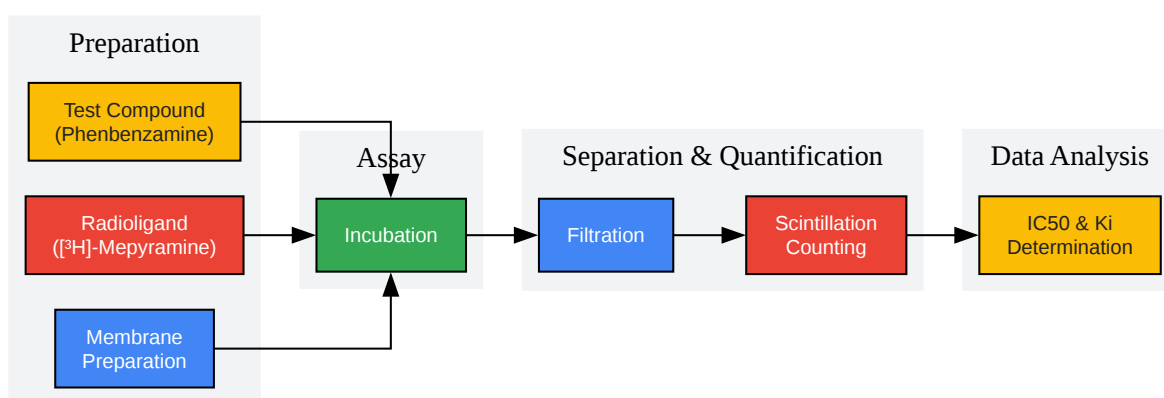 Preparation
Test Compound
(Phenbenzamine)
Radioligand
([³H]-Mepyramine)
Membrane
Preparation
Assay
Incubation
Separation & Quantification
Filtration
Scintillation
Counting
Data Analysis
IC50 & Ki
Determination